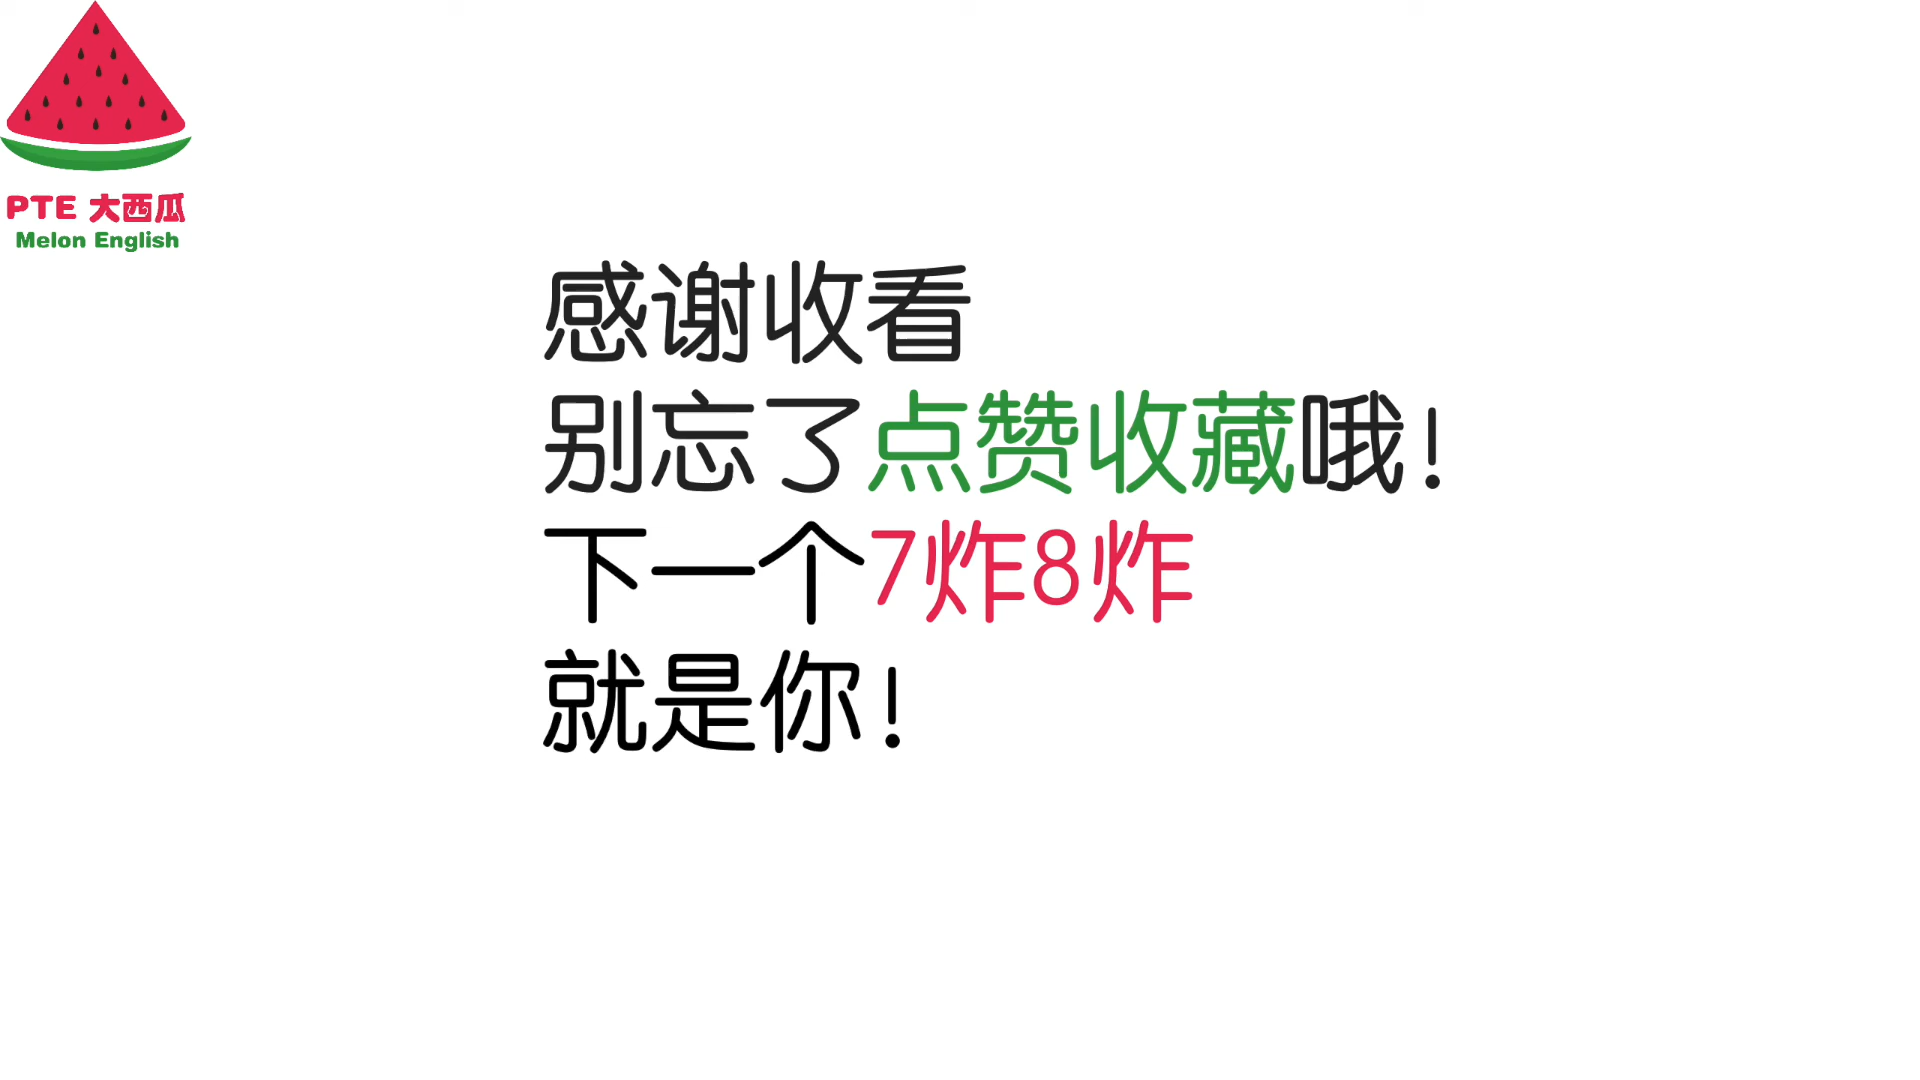 PTE 大西瓜
Melon English
感谢收看
别忘了点赞收藏哦！
下一个7炸8炸
就是你！